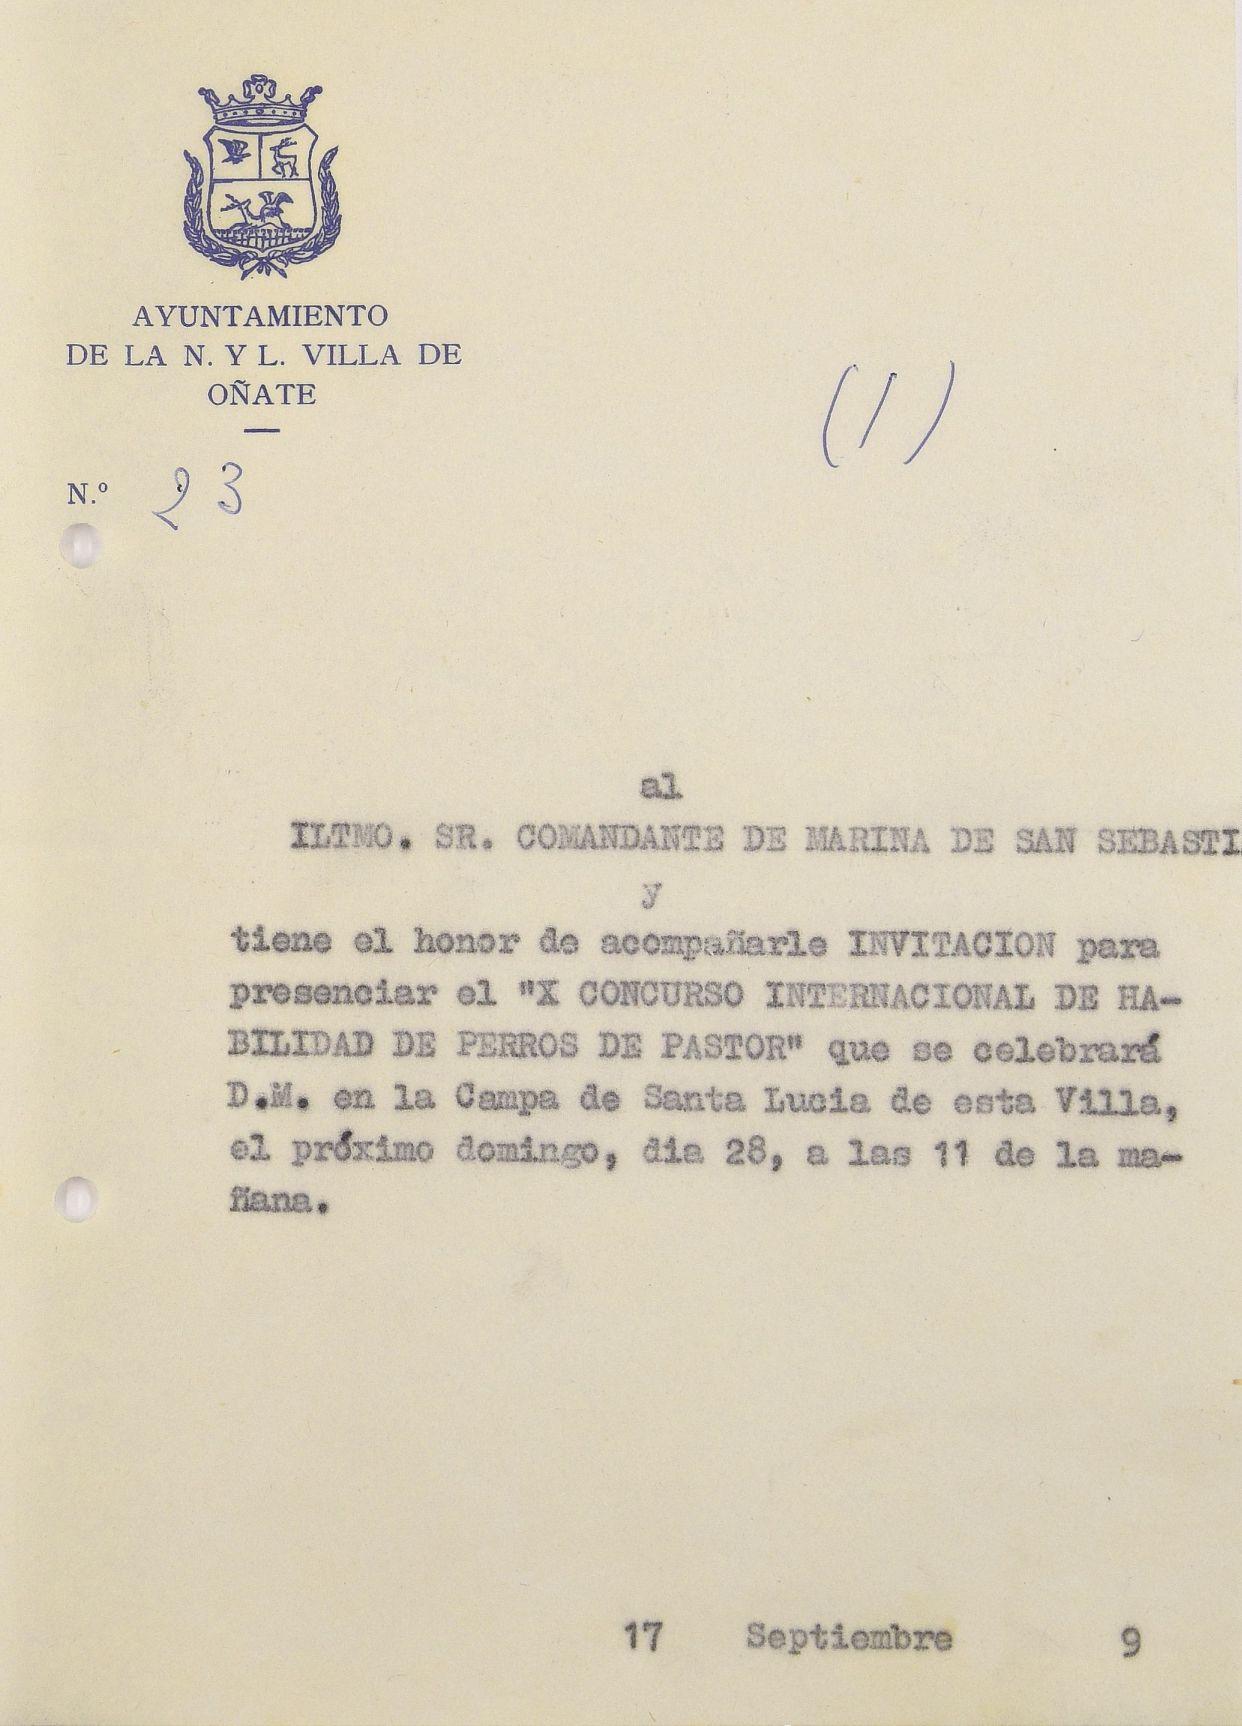 AYUNTAMIENTO
DE LA N. Y L. VILLA DE
OÑATE
(1)
N.º 23
al
ILTMO. SR. COMANDANTE DE MARINA DE SAN SEBASTI
y
tiene el honor de acompañarle INVITACION para
presenciar el "X CONCURSO INTERNACIONAL DE HA-
BILIDAD DE PERROS DE PASTOR" que se celebrará
D.M. en la Campa de Santa Lucia de esta Villa,
el próximo domingo, dia 28, a las 11 de la ma-
ñana.
17 Septiembre 9